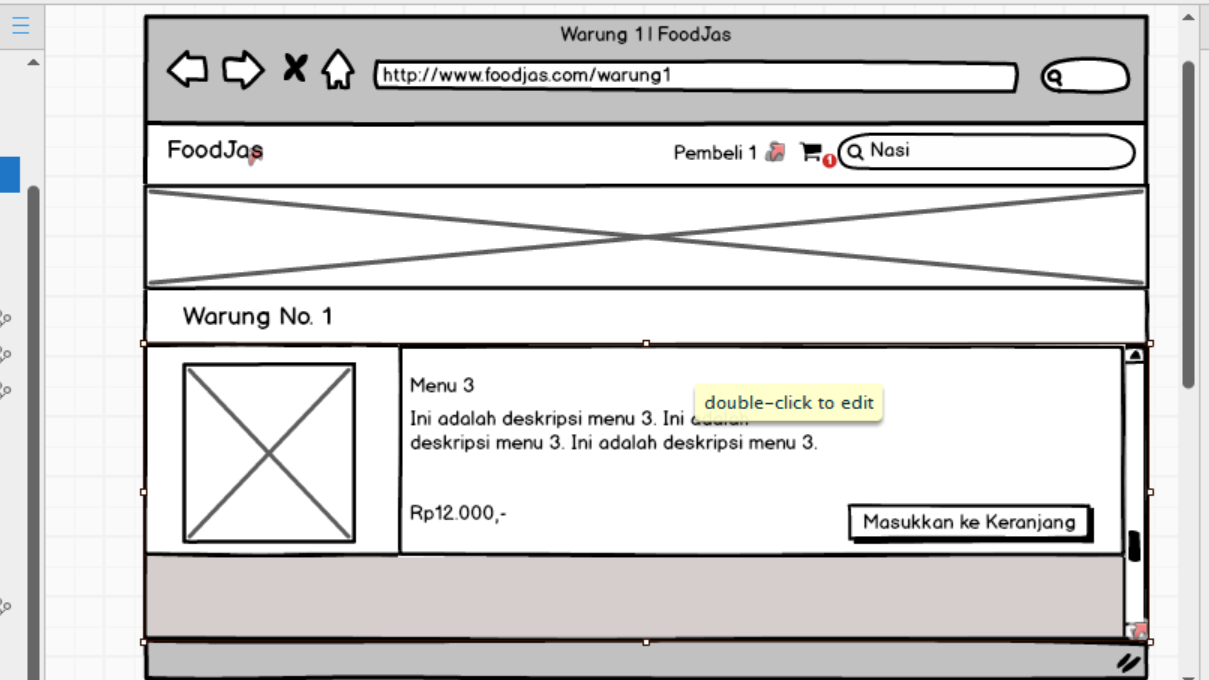 Warung 1 | FoodJas
http://www.foodjas.com/warung1
FoodJas
Pembeli 1
1
Nasi
Warung No. 1
Menu 3
double-click to edit
Ini adalah deskripsi menu 3. Ini adalah
deskripsi menu 3. Ini adalah deskripsi menu 3.
Rp12.000,-
Masukkan ke Keranjang